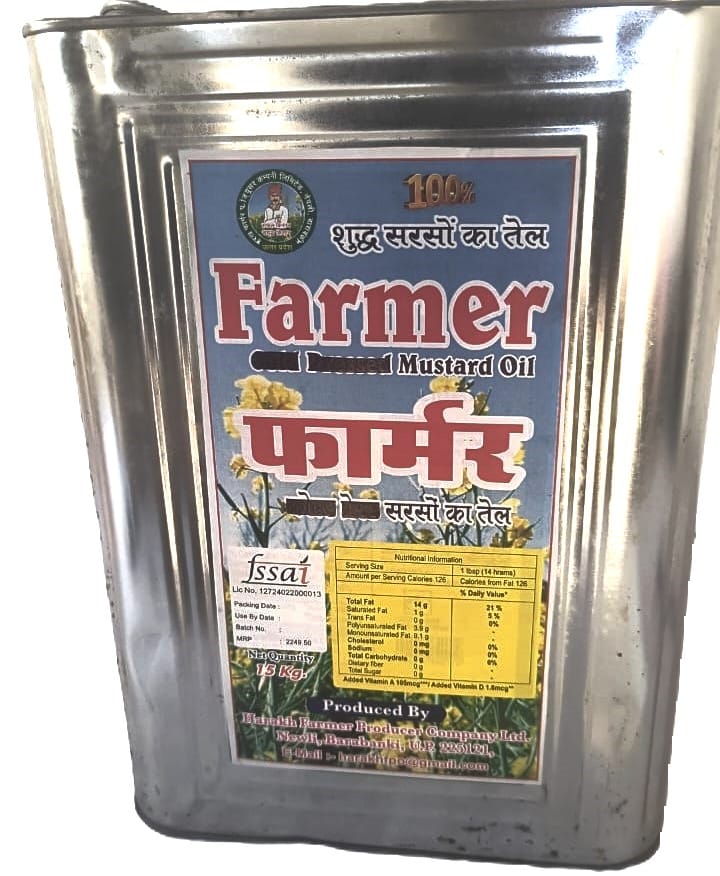 100%
शुद्ध सरसों का तेल
Farmer
Mustard Oil
फार्मर
सरसों का तेल
fssai
Lic No. 12724022000013
Packing Date :
Use By Date :
Batch No. :
MRP : 2249.50
Net Quantity
15 Kg.
Nutritional Information
Serving Size 1 tbsp (14 hrams)
Amount per Serving Calories 126 Calories from Fat 126
% Daily Value*
Total Fat 14 g 21 %
Saturated Fat 1 g 5 %
Trans Fat 0 g 0%
Polyunsaturated Fat 3.9 g -
Monounsaturated Fat 9.1 g -
Cholesterol 0 mg
Sodium 0 mg 0%
Total Carbohydrate 0 g 0%
Dietary fiber 0 g 0%
Total Sugar 0 g -
Added Vitamin A 105mcg***/ Added Vitamin D 1.6mcg**
Produced By
Harakh Farmer Producer Company Ltd.
Newli, Barabanki, U.P. 225121,
E-Mail :- harakhfpo@gmail.com